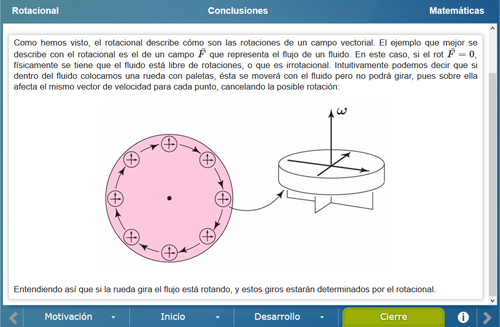 Rotacional Conclusiones Matemáticas
Como hemos visto, el rotacional describe cómo son las rotaciones de un campo vectorial. El ejemplo que mejor se
describe con el rotacional es el de un campo F⃗ que representa el flujo de un fluido. En este caso, si el rot F⃗ = 0,
físicamente se tiene que el fluido está libre de rotaciones, o que es irrotacional. Intuitivamente podemos decir que si
dentro del fluido colocamos una rueda con paletas, ésta se moverá con el fluido pero no podrá girar, pues sobre ella
afecta el mismo vector de velocidad para cada punto, cancelando la posible rotación:
ω
Entendiendo así que si la rueda gira el flujo está rotando, y estos giros estarán determinados por el rotacional.
Motivación Inicio Desarrollo Cierre i